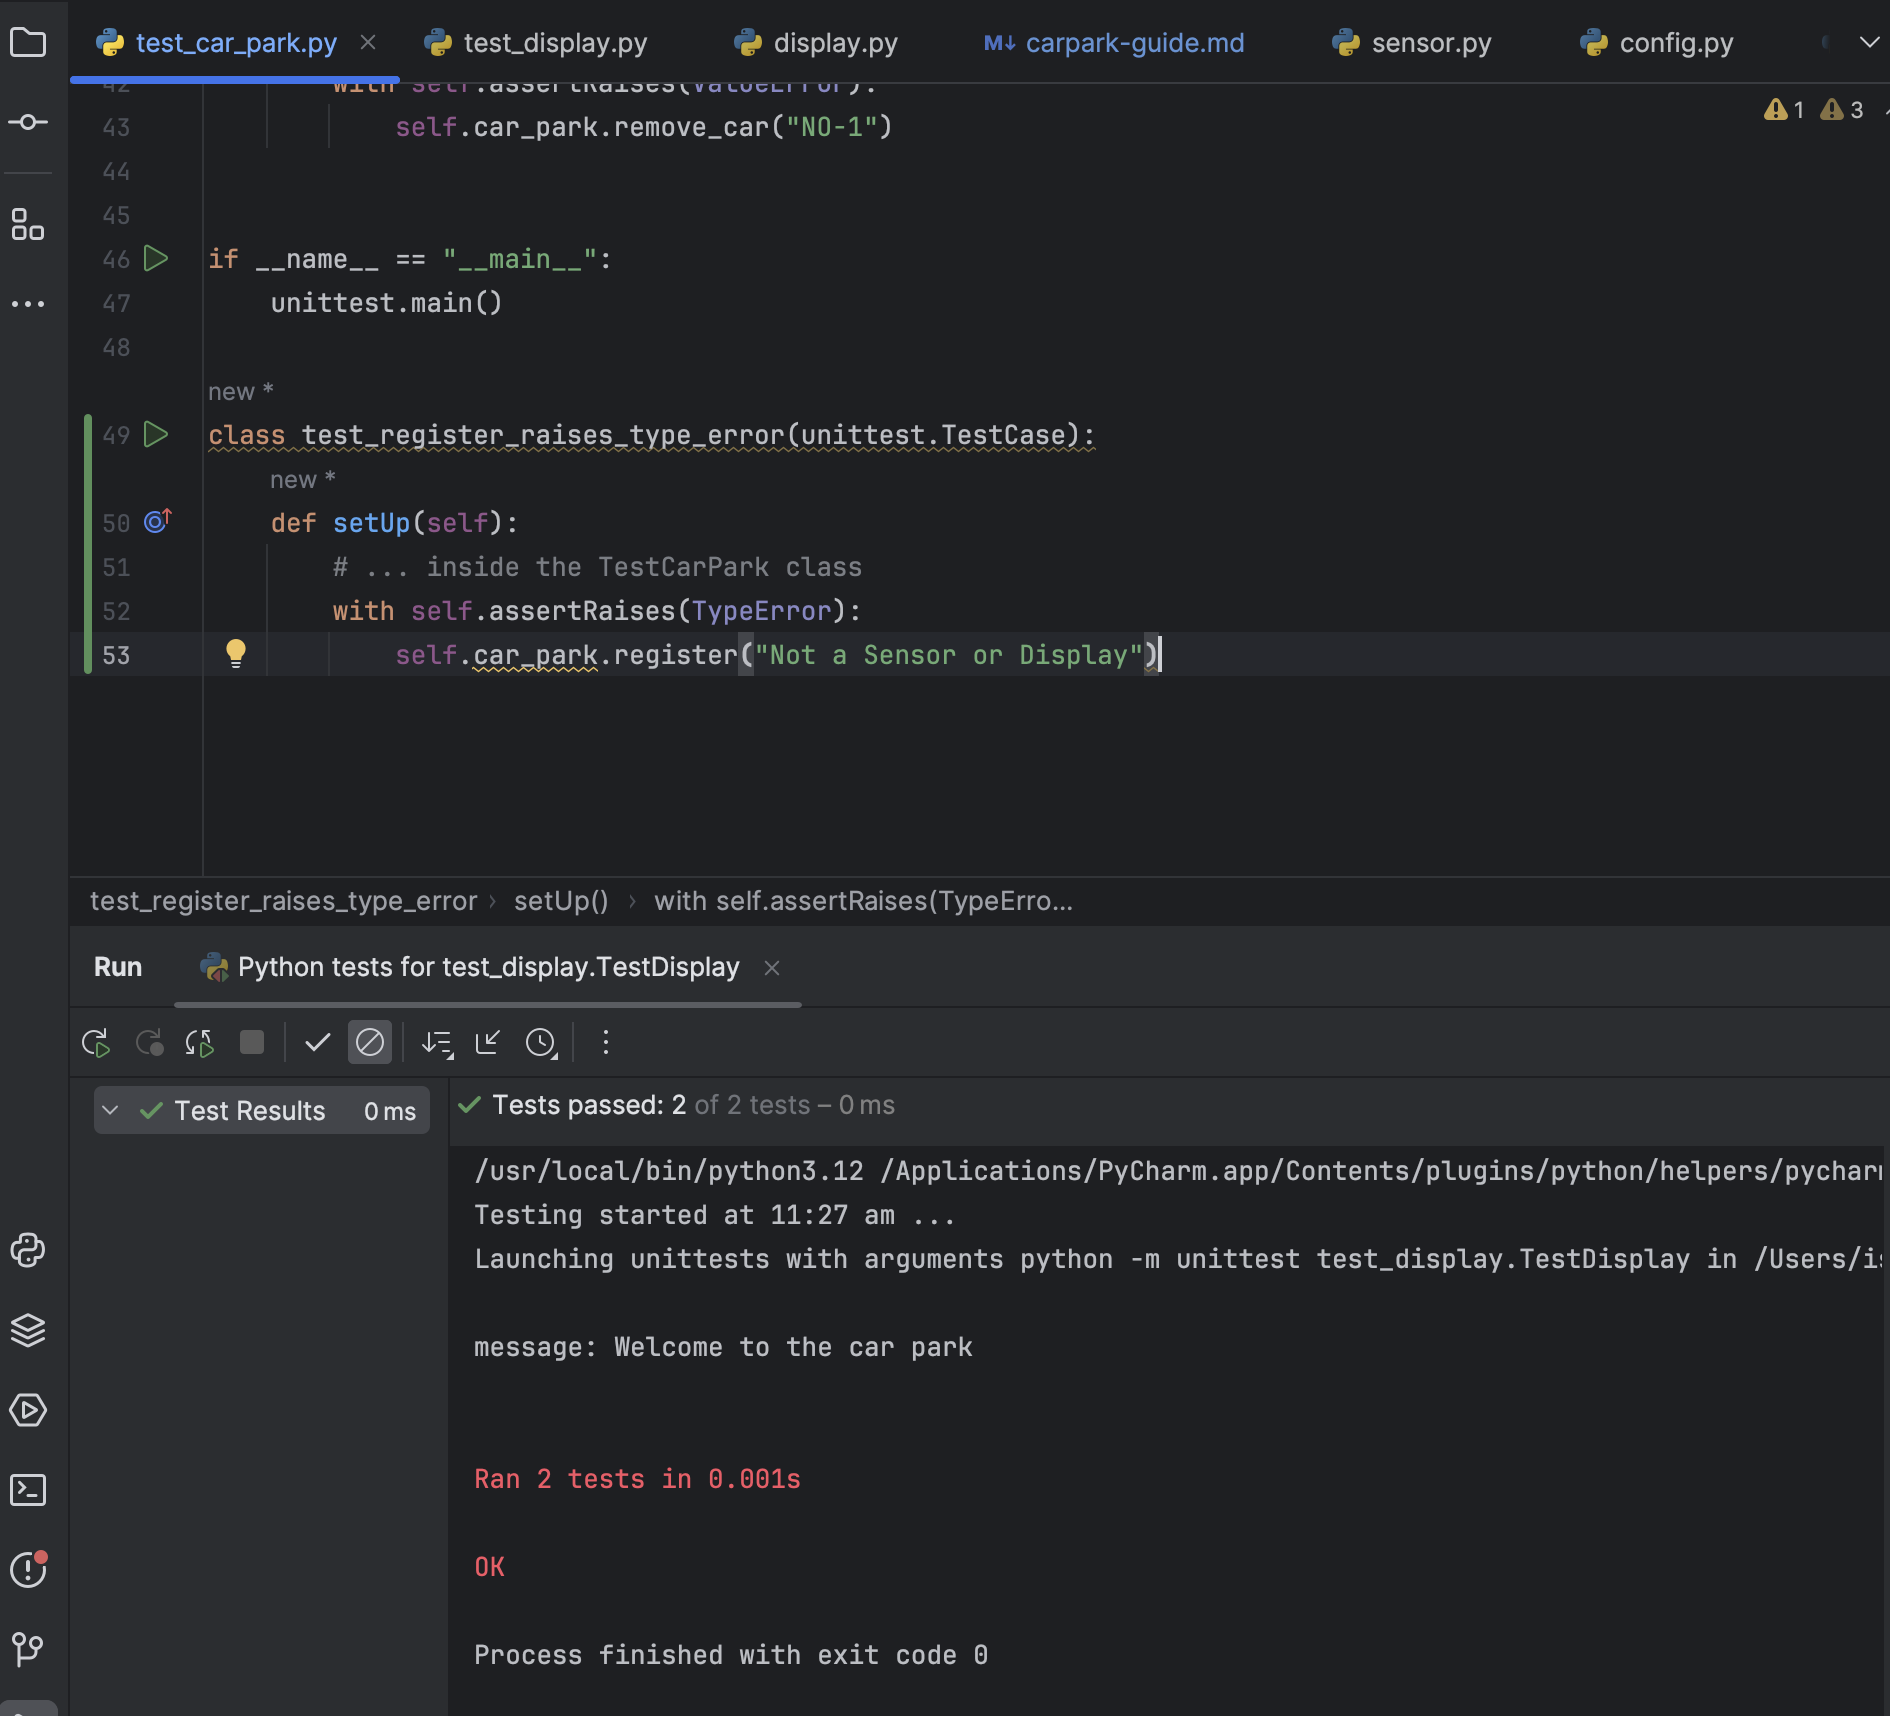 test_car_park.py
test_display.py
display.py
M↓ carpark-guide.md
sensor.py
config.py
42 with self.assertRaises(ValueError):
1 3
43 self.car_park.remove_car("NO-1")
44
45
46 if __name__ == "__main__":
47 unittest.main()
48
new *
49 class test_register_raises_type_error(unittest.TestCase):
new *
50 def setUp(self):
51 # ... inside the TestCarPark class
52 with self.assertRaises(TypeError):
53 self.car_park.register("Not a Sensor or Display")
test_register_raises_type_error › setUp() › with self.assertRaises(TypeErro...
Run Python tests for test_display.TestDisplay
Test Results 0 ms
Tests passed: 2 of 2 tests – 0 ms
/usr/local/bin/python3.12 /Applications/PyCharm.app/Contents/plugins/python/helpers/pycharm
Testing started at 11:27 am ...
Launching unittests with arguments python -m unittest test_display.TestDisplay in /Users/is
message: Welcome to the car park
Ran 2 tests in 0.001s
OK
Process finished with exit code 0